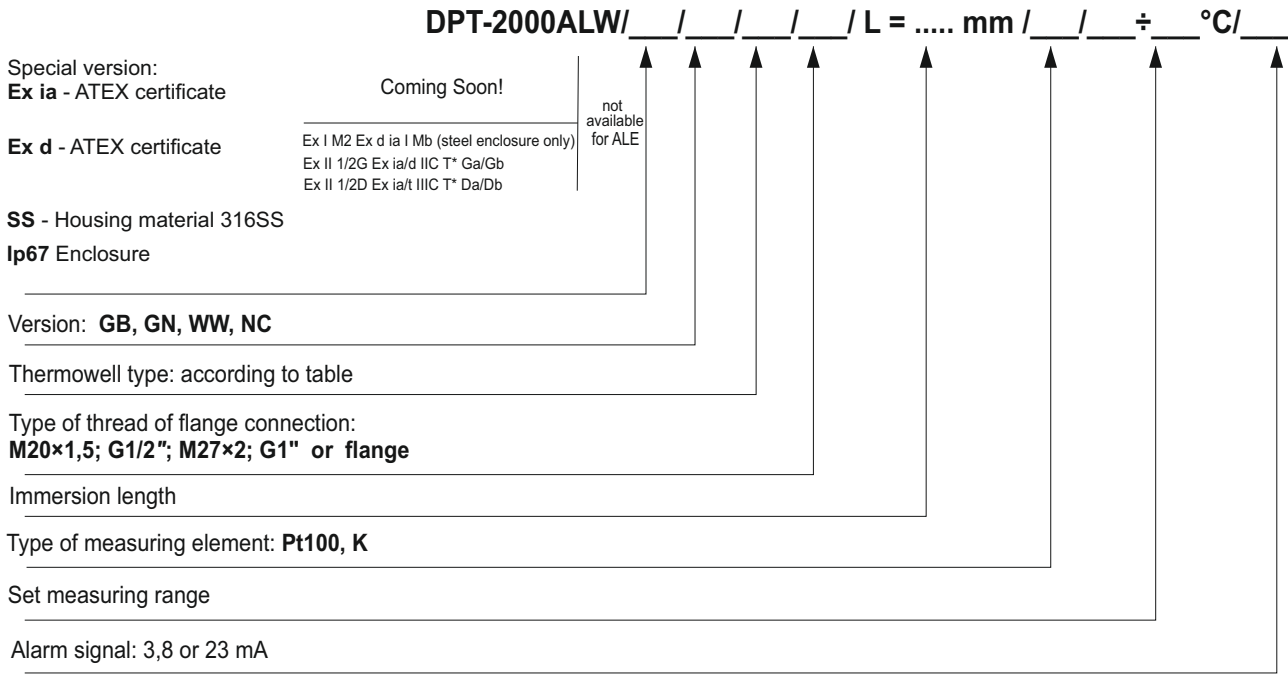 DPT-2000ALW/___/___/___/___/ L = ..... mm /___/___÷___°C/___
Special version:
Ex ia - ATEX certificate
Coming Soon!
not
available
for ALE
Ex d - ATEX certificate
Ex I M2 Ex d ia I Mb (steel enclosure only)
Ex II 1/2G Ex ia/d IIC T* Ga/Gb
Ex II 1/2D Ex ia/t IIIC T* Da/Db
SS - Housing material 316SS
Ip67 Enclosure
Version: GB, GN, WW, NC
Thermowell type: according to table
Type of thread of flange connection:
M20×1,5; G1/2"; M27×2; G1" or flange
Immersion length
Type of measuring element: Pt100, K
Set measuring range
Alarm signal: 3,8 or 23 mA